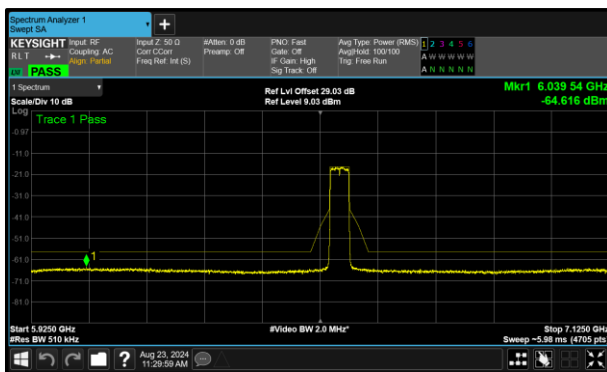 Spectrum Analyzer 1
Swept SA
+
KEYSIGHT Input: RF Input Z: 50 Ω #Atten: 0 dB PNO: Fast Avg Type: Power (RMS) 1 2 3 4 5 6
RLT Coupling: AC Corr CCorr Preamp: Off Gate: Off Avg|Hold: 100/100 A W W W W W
Align: Partial Freq Ref: Int (S) IF Gain: High Trig: Free Run
LXI PASS Sig Track: Off A N N N N N
1 Spectrum Ref Lvl Offset 29.03 dB Mkr1 6.039 54 GHz
Scale/Div 10 dB Ref Level 9.03 dBm -64.616 dBm
Log
Trace 1 Pass
-0.97
-11.0
-21.0
-31.0
-41.0
-51.0
1
-61.0
-71.0
-81.0
Start 5.9250 GHz #Video BW 2.0 MHz* Stop 7.1250 GHz
#Res BW 510 kHz Sweep ~5.98 ms (4705 pts)
? Aug 23, 2024
11:29:59 AM